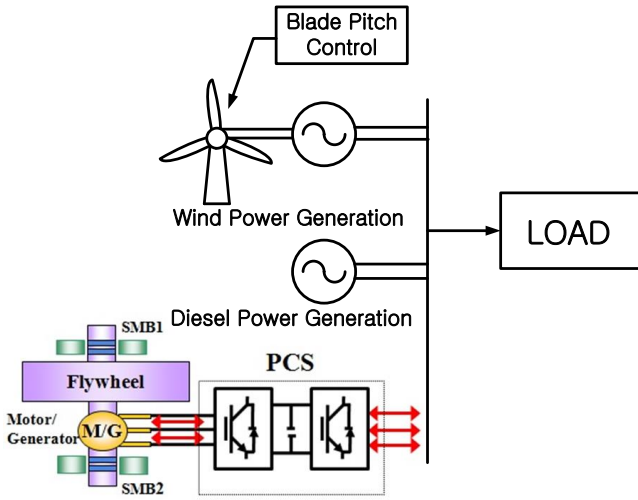 Blade Pitch
Control
Wind Power Generation
LOAD
Diesel Power Generation
SMB1
PCS
Flywheel
Motor/
Generator
M/G
SMB2